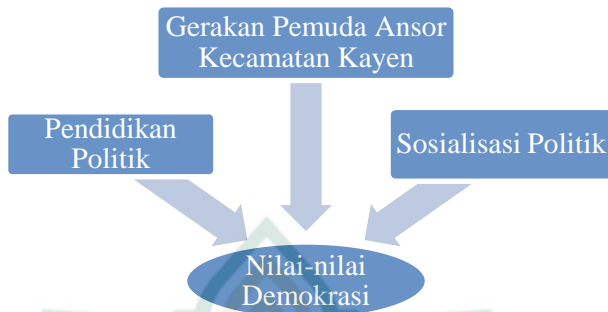 Gerakan Pemuda Ansor
Kecamatan Kayen
Pendidikan
Politik
Sosialisasi Politik
Nilai-nilai
Demokrasi